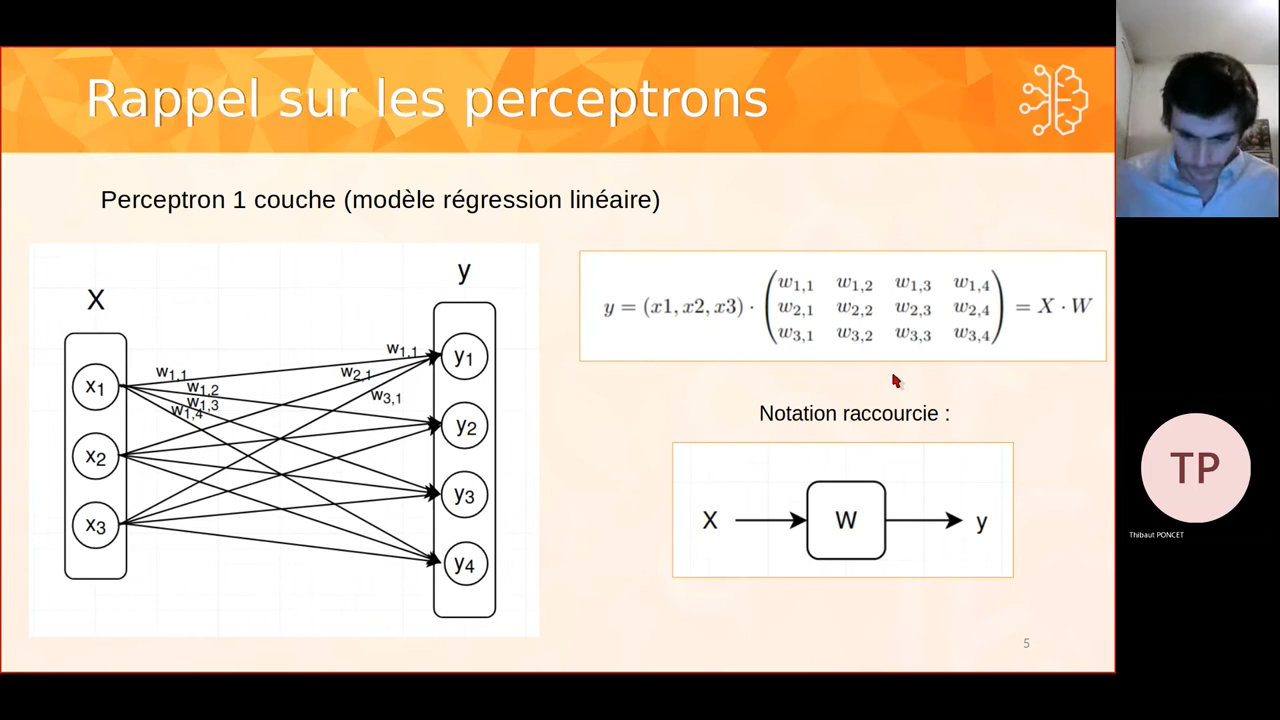 Rappel sur les perceptrons
Perceptron 1 couche (modèle régression linéaire)
X
y
x1
x2
x3
w1,1
w1,2
w1,3
w1,4
w1,1
w2,1
w3,1
y1
y2
y3
y4
y = (x1, x2, x3) · ( w1,1 w1,2 w1,3 w1,4
w2,1 w2,2 w2,3 w2,4
w3,1 w3,2 w3,3 w3,4 ) = X · W
Notation raccourcie :
X W y
5
TP
Thibaut PONCET